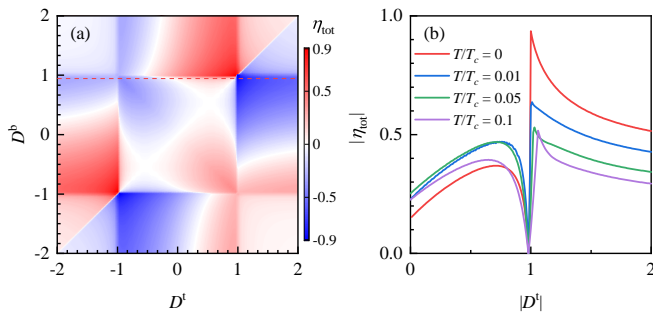 (a)
η_tot
0.9
0.5
0
-0.5
-0.9
2
1
0
-1
-2
-2 -1 0 1 2
D^b
D^t
(b)
T/T_c = 0
T/T_c = 0.01
T/T_c = 0.05
T/T_c = 0.1
1.0
0.5
0.0
0 1 2
|η_tot|
|D^t|